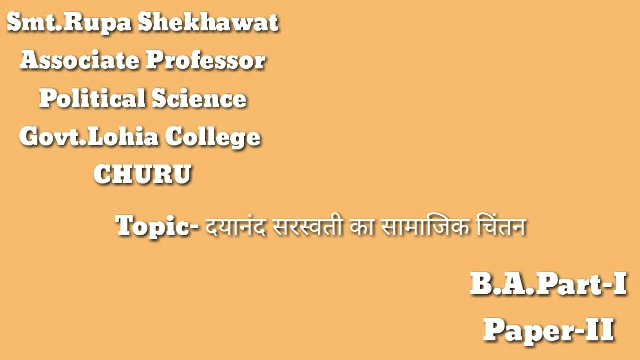 Smt.Rupa Shekhawat
Associate Professor
Political Science
Govt.Lohia College
CHURU
Topic- दयानंद सरस्वती का सामाजिक चिंतन
B.A.Part-I
Paper-II